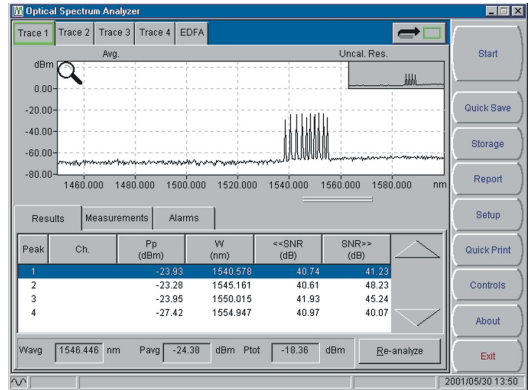 Optical Spectrum Analyzer
Trace 1 Trace 2 Trace 3 Trace 4 EDFA
Avg. Uncal. Res.
dBm
0.00
-20.00
-40.00
-60.00
-80.00
1460.000 1480.000 1500.000 1520.000 1540.000 1560.000 1580.000 nm
Results Measurements Alarms
Peak Ch. Pp (dBm) W (nm) <<SNR (dB) SNR>> (dB)
1 -23.93 1540.578 40.74 41.23
2 -23.28 1545.161 40.61 48.23
3 -23.95 1550.015 41.93 45.24
4 -27.42 1554.947 40.97 40.07
Wavg 1546.446 nm Pavg -24.38 dBm Ptot -18.36 dBm Re-analyze
Start
Quick Save
Storage
Report
Setup
Quick Print
Controls
About
Exit
2001/05/30 13:50